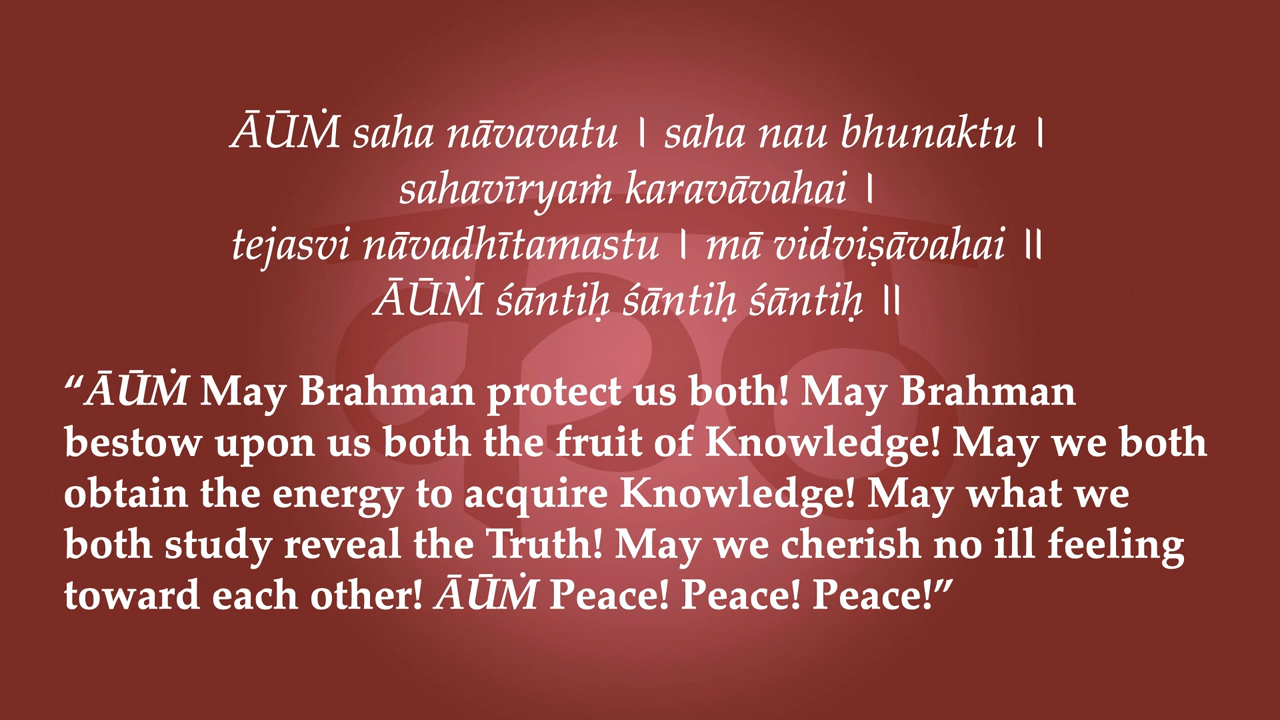 ĀŪṀ saha nāvavatu । saha nau bhunaktu ।
sahavīryaṁ karavāvahai ।
tejasvi nāvadhītamastu । mā vidviṣāvahai ॥
ĀŪṀ śāntiḥ śāntiḥ śāntiḥ ॥
“ĀŪṀ May Brahman protect us both! May Brahman
bestow upon us both the fruit of Knowledge! May we both
obtain the energy to acquire Knowledge! May what we
both study reveal the Truth! May we cherish no ill feeling
toward each other! ĀŪṀ Peace! Peace! Peace!”